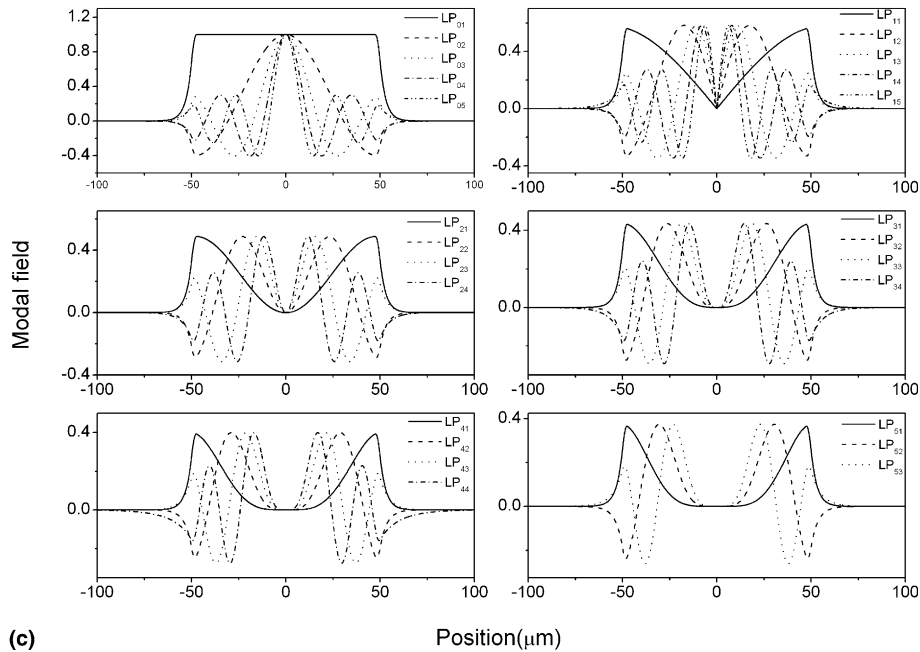 1.2
0.8
0.4
0.0
-0.4
-100 -50 0 50 100
LP01
LP02
LP03
LP04
LP05
0.4
0.0
-0.4
-100 -50 0 50 100
LP11
LP12
LP13
LP14
LP15
0.4
0.0
-0.4
-100 -50 0 50 100
LP21
LP22
LP23
LP24
0.4
0.0
-100 -50 0 50 100
LP31
LP32
LP33
LP34
0.4
0.0
-100 -50 0 50 100
LP41
LP42
LP43
LP44
0.4
0.0
-100 -50 0 50 100
LP51
LP52
LP53
Modal field
(c)
Position(μm)